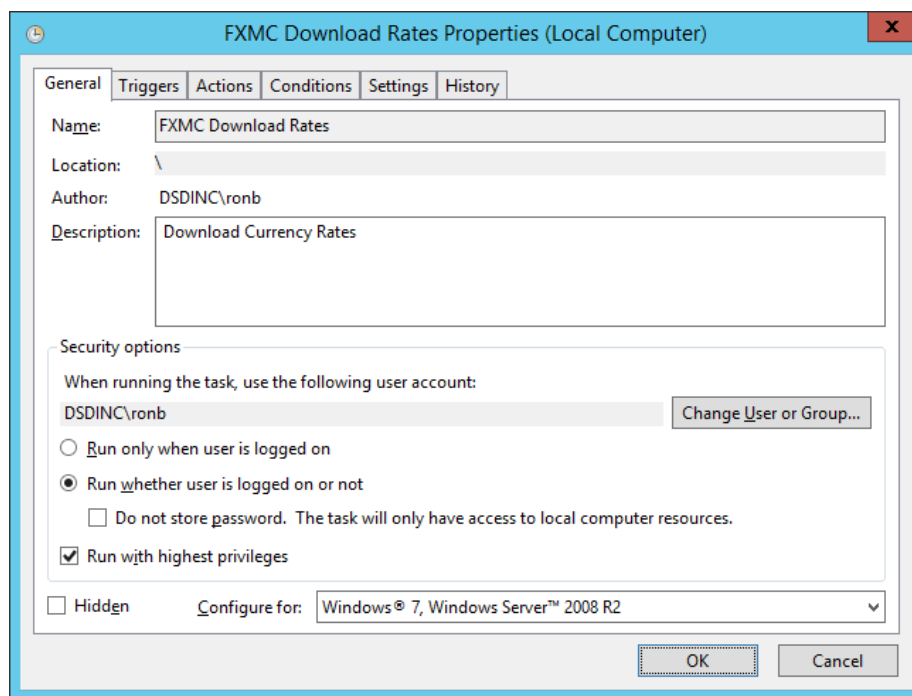 FXMC Download Rates Properties (Local Computer)
x
General Triggers Actions Conditions Settings History
Name: FXMC Download Rates
Location: \
Author: DSDINC\ronb
Description: Download Currency Rates
Security options
When running the task, use the following user account:
DSDINC\ronb Change User or Group...
Run only when user is logged on
Run whether user is logged on or not
Do not store password. The task will only have access to local computer resources.
Run with highest privileges
Hidden Configure for: Windows® 7, Windows Server™ 2008 R2
OK Cancel